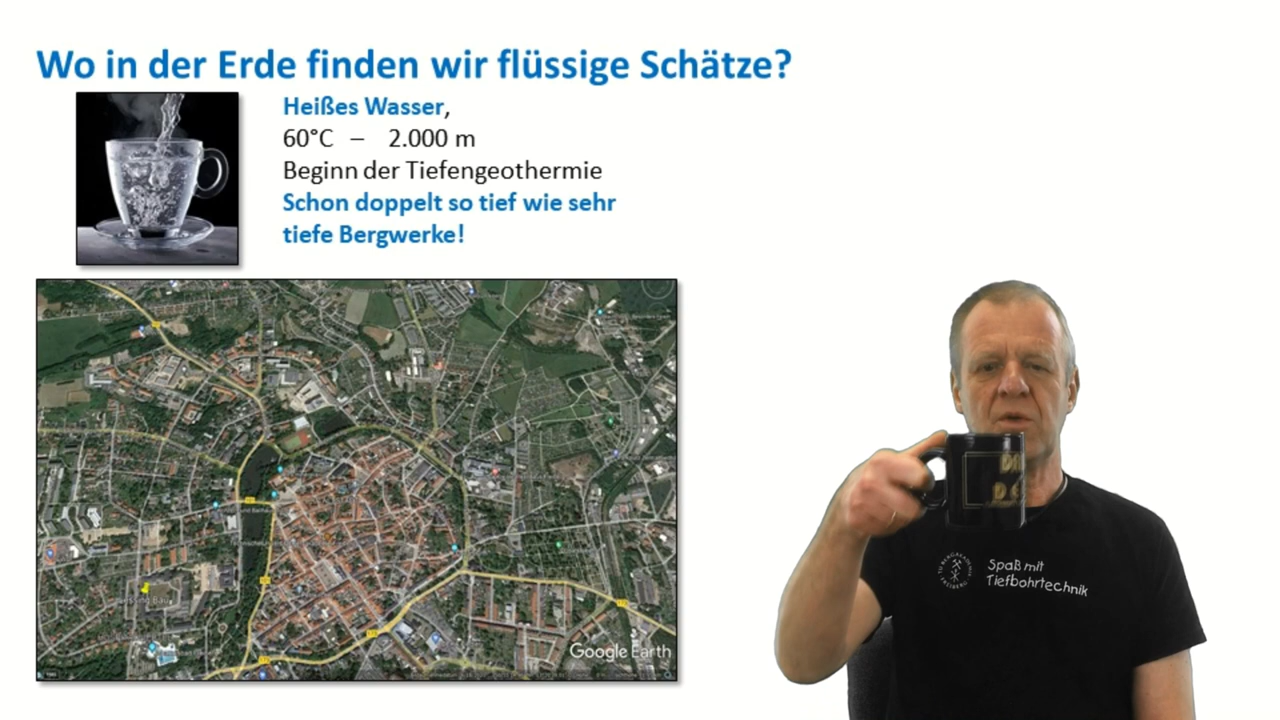 Wo in der Erde finden wir flüssige Schätze?
Heißes Wasser,
60°C – 2.000 m
Beginn der Tiefengeothermie
Schon doppelt so tief wie sehr
tiefe Bergwerke!
Google Earth
Spaß mit
Tiefbohrtechnik